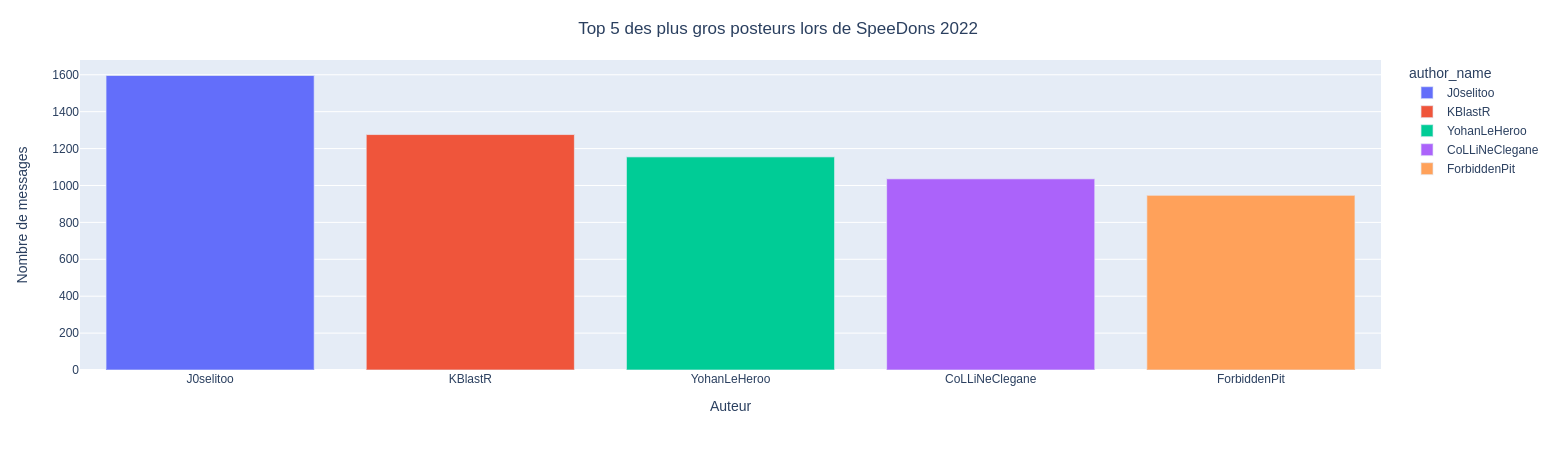 Top 5 des plus gros posteurs lors de SpeeDons 2022
Nombre de messages
1600
1400
1200
1000
800
600
400
200
0
J0selitoo
KBlastR
YohanLeHeroo
CoLLiNeClegane
ForbiddenPit
Auteur
author_name
J0selitoo
KBlastR
YohanLeHeroo
CoLLiNeClegane
ForbiddenPit